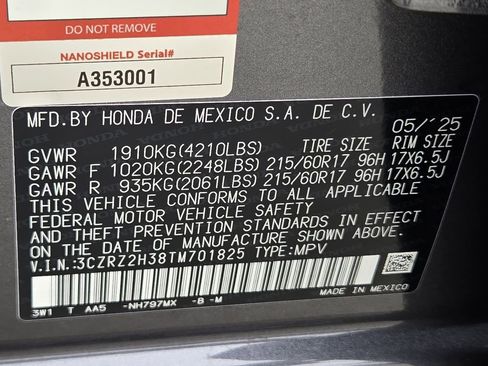 DO NOT REMOVE
NANOSHIELD Serial#
A353001
MFD.BY HONDA DE MEXICO S.A. DE C.V.
05/'25
GVWR 1910KG(4210LBS) TIRE SIZE RIM SIZE
GAWR F 1020KG(2248LBS) 215/60R17 96H 17X6.5J
GAWR R 935KG(2061LBS) 215/60R17 96H 17X6.5J
THIS VEHICLE CONFORMS TO ALL APPLICABLE
FEDERAL MOTOR VEHICLE SAFETY
AND THEFT PREVENTION STANDARDS IN EFFECT
ON THE DATE OF MANUFACTURE SHOWN ABOVE.
V.I.N.:3CZRZ2H38TM701825 TYPE:MPV
3W1 T AA5 -NH797MX -B -M
MADE IN MEXICO